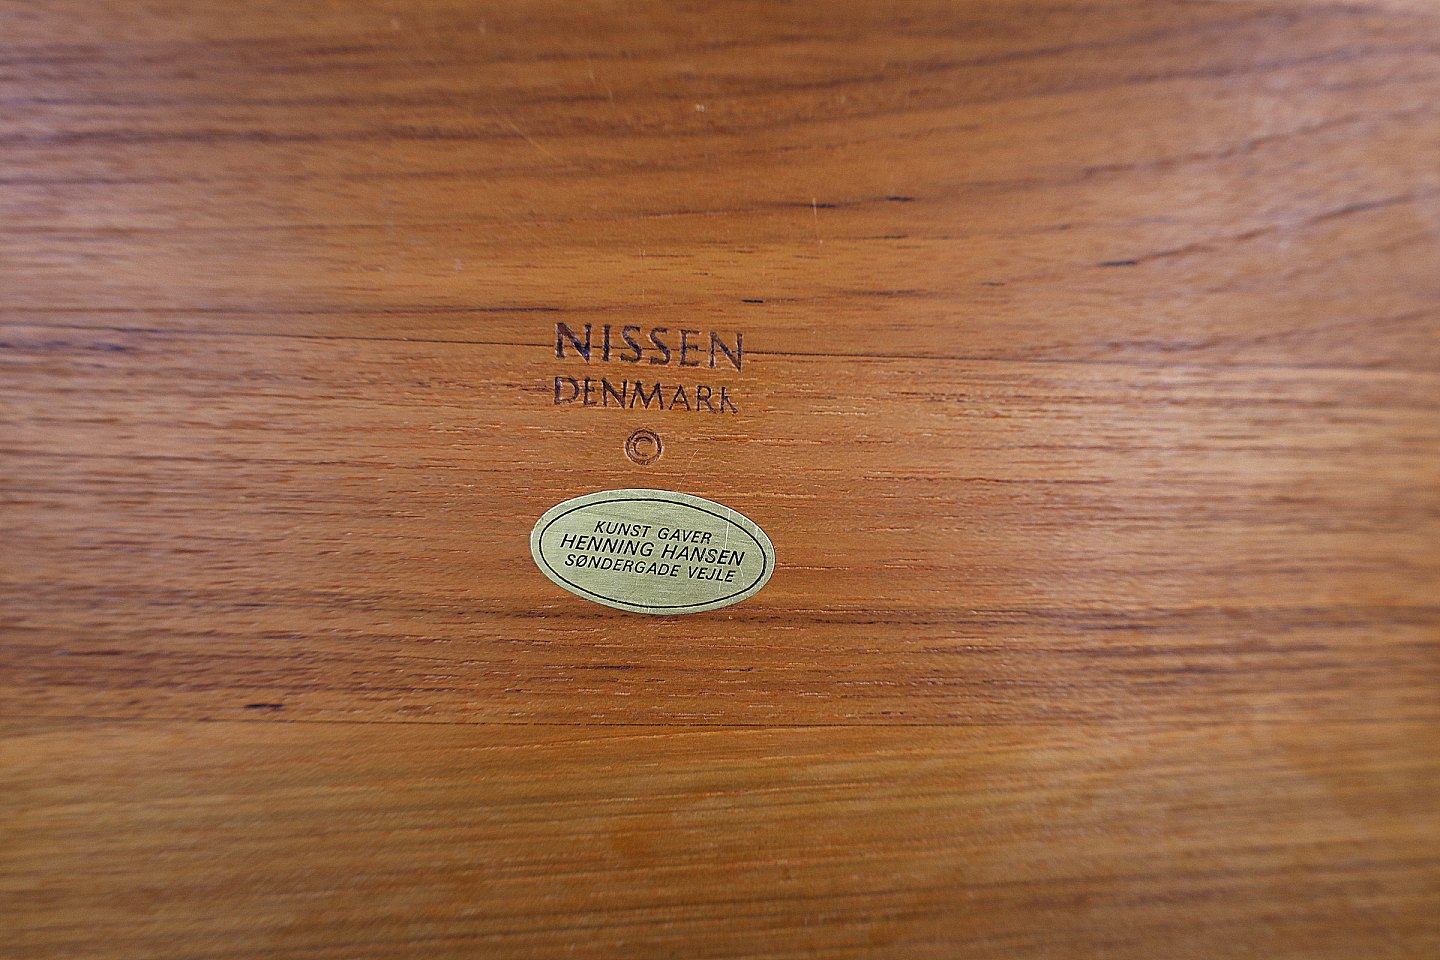 NISSEN
DENMARK
©
KUNST GAVER
HENNING HANSEN
SØNDERGADE VEJLE